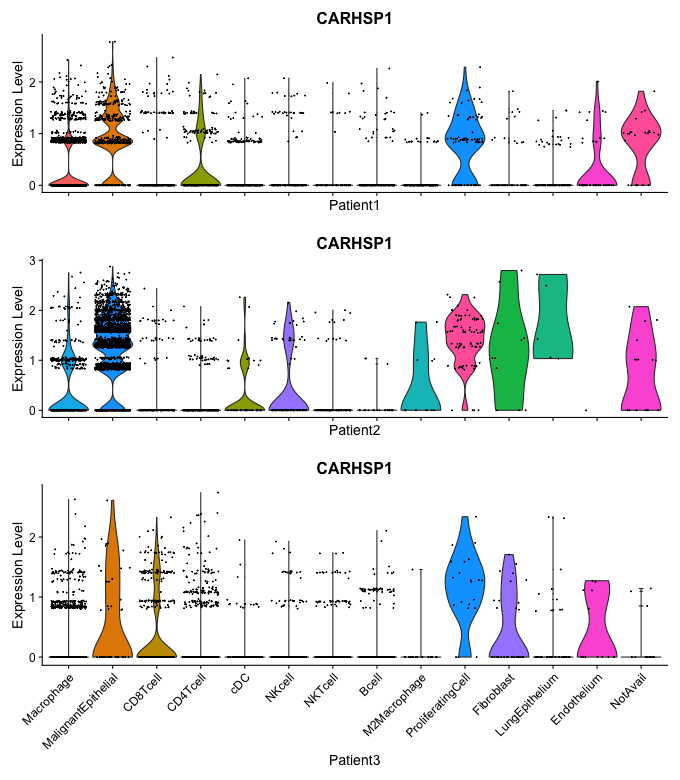 CARHSP1
Expression Level
2
1
0
Patient1
CARHSP1
Expression Level
3
2
1
0
Patient2
CARHSP1
Expression Level
2
1
0
Macrophage
MalignantEpithelial
CD8Tcell
CD4Tcell
cDC
NKcell
NKTcell
Bcell
M2Macrophage
ProliferatingCell
Fibroblast
LungEpithelium
Endothelium
NotAvail
Patient3